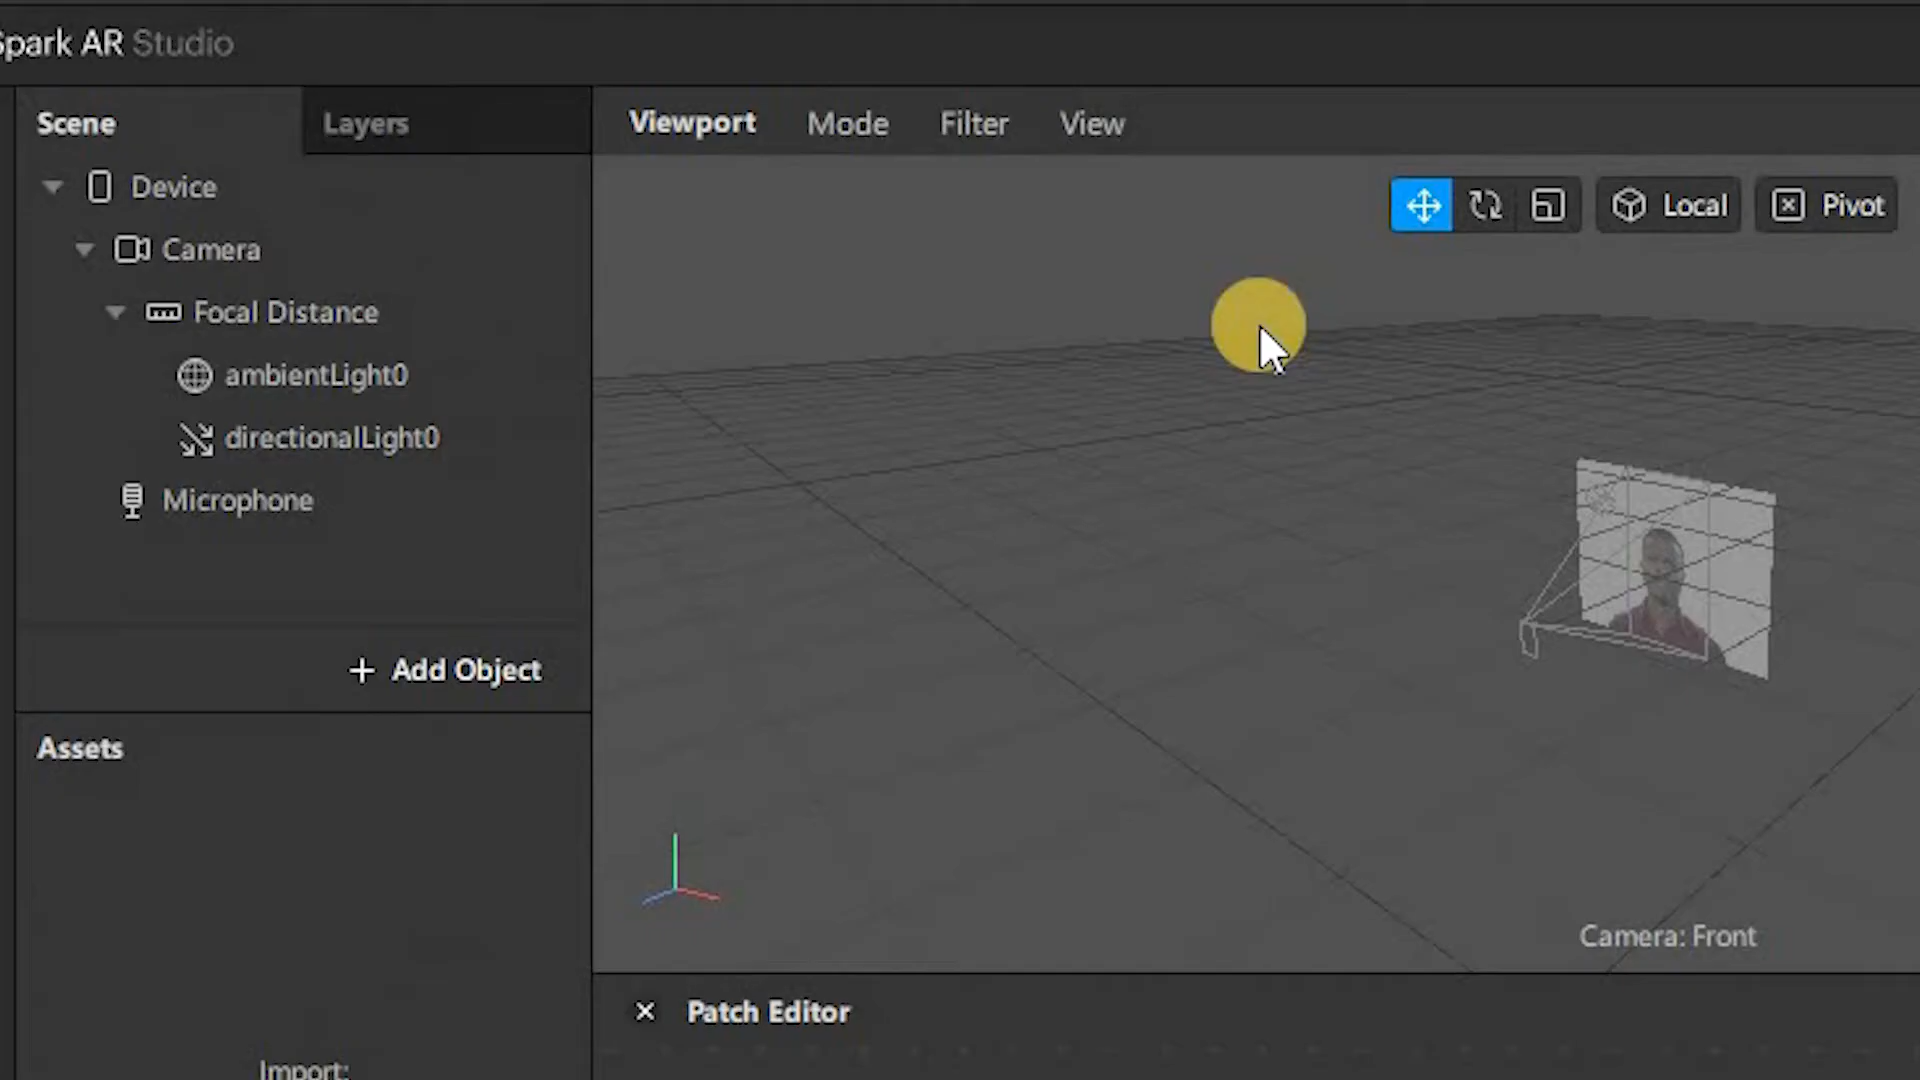 Spark AR Studio
Scene
Layers
Viewport
Mode
Filter
View
Device
Camera
Focal Distance
ambientLight0
directionalLight0
Microphone
+ Add Object
Local
Pivot
Assets
Import:
Camera: Front
× Patch Editor